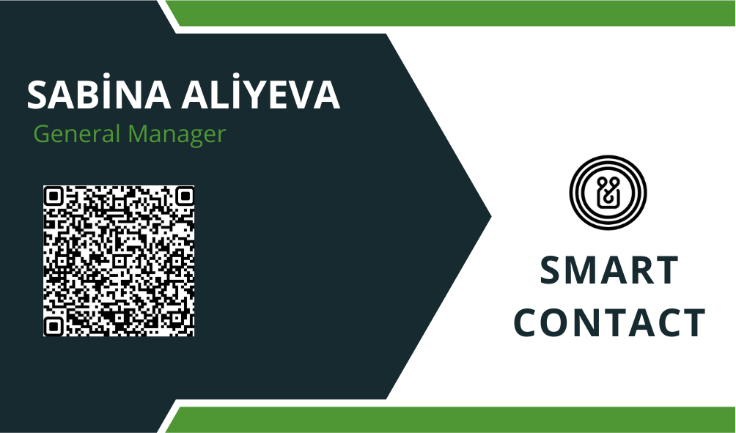 SABİNA ALİYEVA
General Manager
SMART
CONTACT